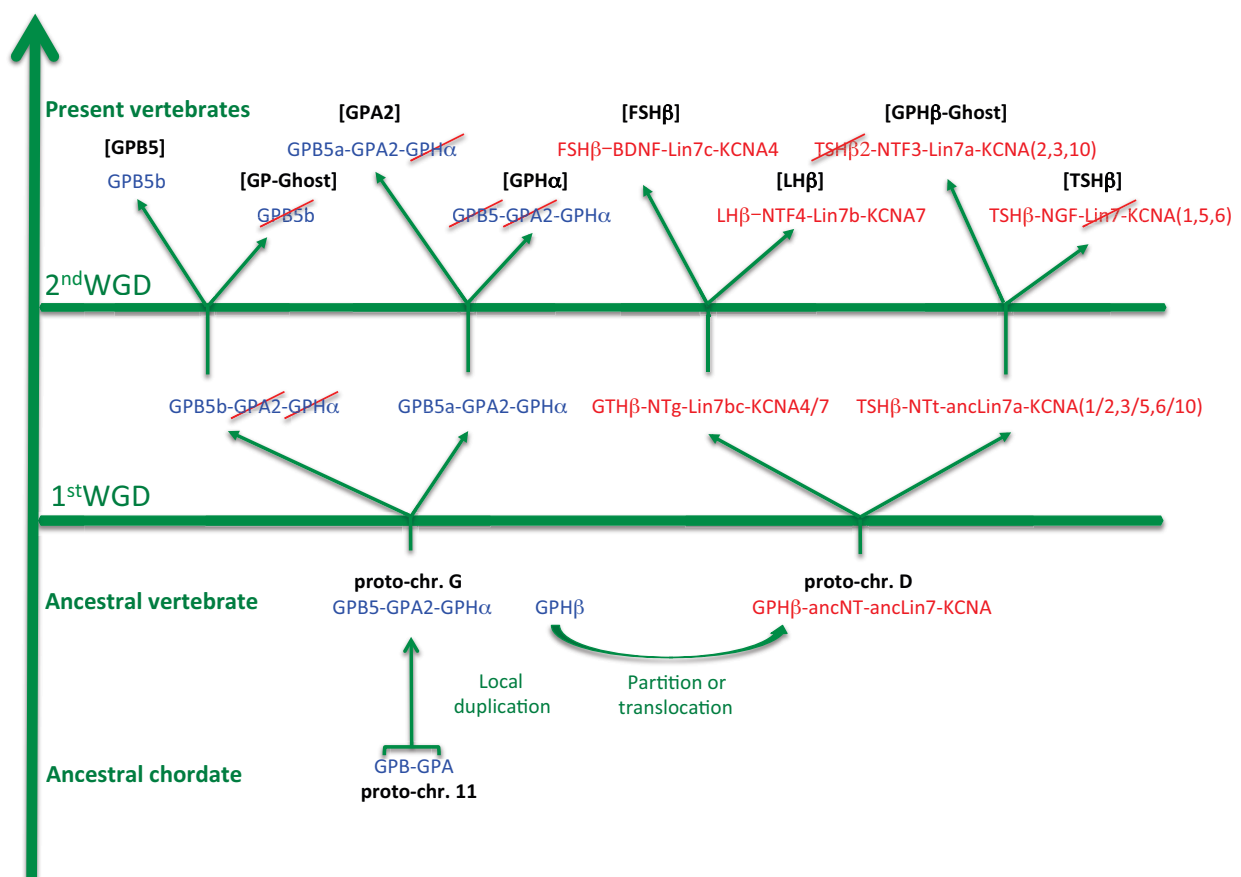 Present vertebrates
[GPB5]
GPB5b
[GP-Ghost]
GPB5b
[GPA2]
GPB5a-GPA2-GPHα
[GPHα]
GPB5-GPA2-GPHα
[FSHβ]
FSHβ–BDNF-Lin7c-KCNA4
[LHβ]
LHβ–NTF4-Lin7b-KCNA7
[GPHβ-Ghost]
TSHβ2-NTF3-Lin7a-KCNA(2,3,10)
[TSHβ]
TSHβ-NGF-Lin7-KCNA(1,5,6)
2ndWGD
GPB5b-GPA2-GPHα
GPB5a-GPA2-GPHα
GTHβ-NTg-Lin7bc-KCNA4/7
TSHβ-NTt-ancLin7a-KCNA(1/2,3/5,6/10)
1stWGD
Ancestral vertebrate
proto-chr. G
GPB5-GPA2-GPHα
GPHβ
proto-chr. D
GPHβ-ancNT-ancLin7-KCNA
Local
duplication
Partition or
translocation
Ancestral chordate
GPB-GPA
proto-chr. 11